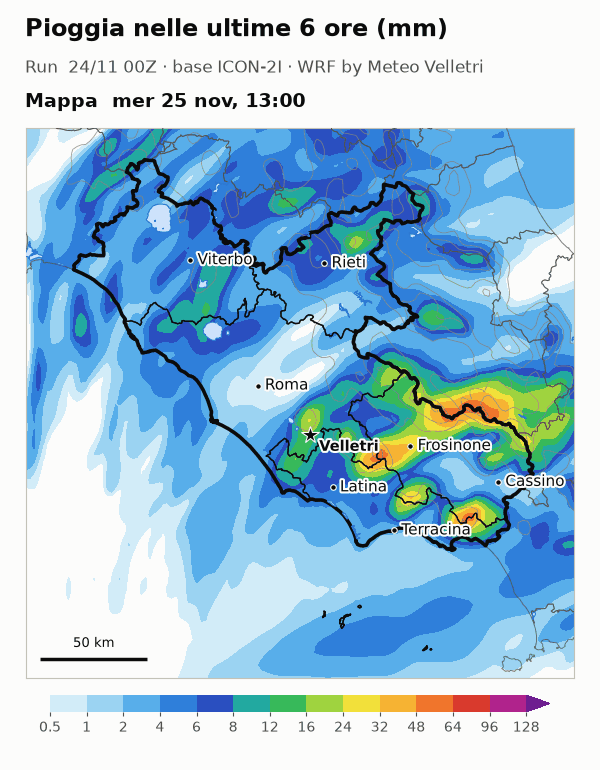 Pioggia nelle ultime 6 ore (mm)
Run  24/11 00Z · base ICON-2I · WRF by Meteo Velletri
Mappa  mer 25 nov, 13:00
Viterbo
Rieti
Roma
Velletri
Frosinone
Cassino
Latina
Terracina
50 km
0.5 1 2 4 6 8 12 16 24 32 48 64 96 128